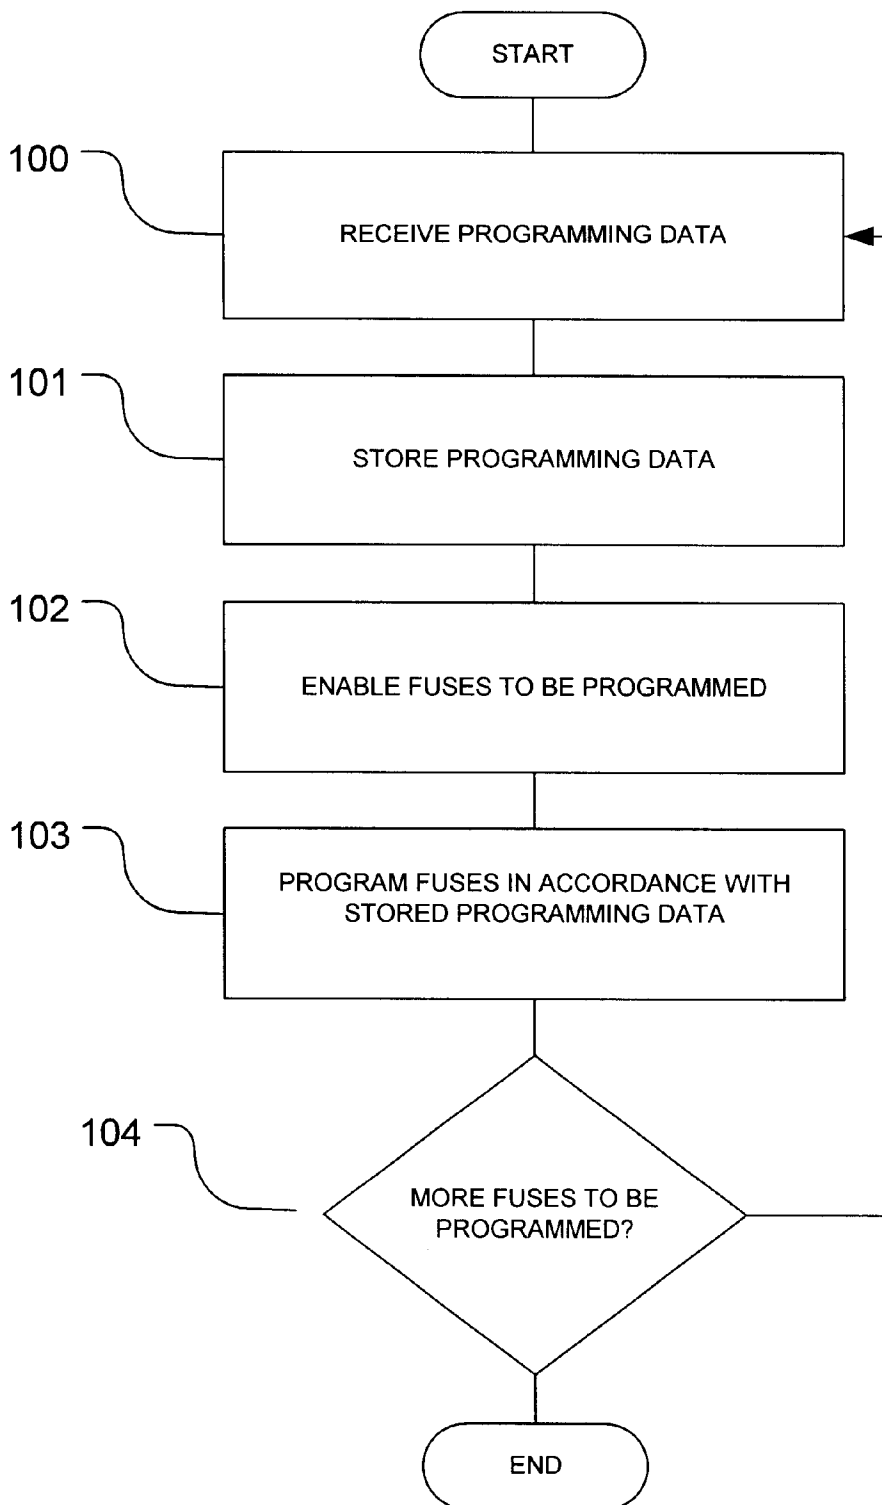 START
100
RECEIVE PROGRAMMING DATA
101
STORE PROGRAMMING DATA
102
ENABLE FUSES TO BE PROGRAMMED
103
PROGRAM FUSES IN ACCORDANCE WITH
STORED PROGRAMMING DATA
104
MORE FUSES TO BE
PROGRAMMED?
END